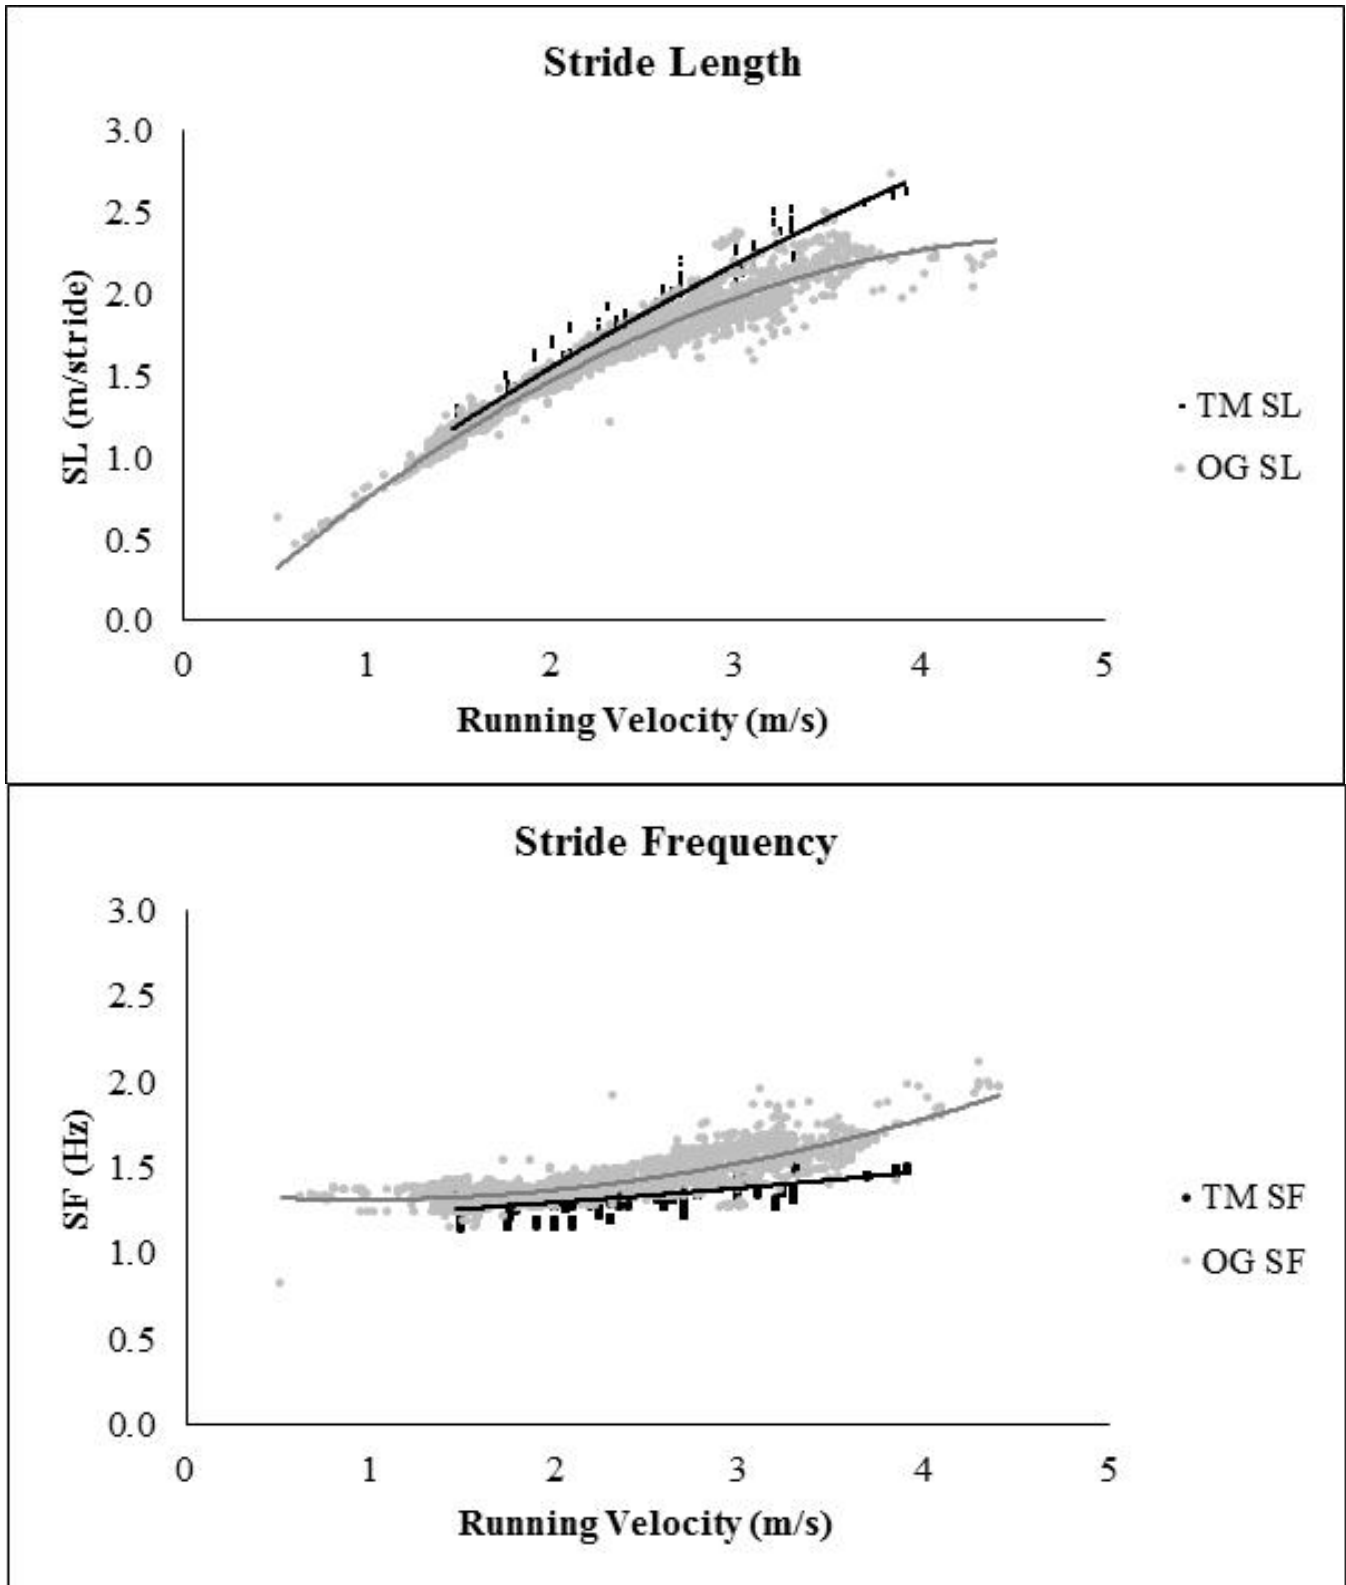 Stride Length
3.0
2.5
2.0
1.5
1.0
0.5
0.0
SL (m/stride)
0 1 2 3 4 5
Running Velocity (m/s)
TM SL
OG SL
Stride Frequency
3.0
2.5
2.0
1.5
1.0
0.5
0.0
SF (Hz)
0 1 2 3 4 5
Running Velocity (m/s)
TM SF
OG SF